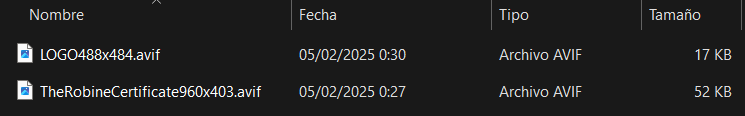 Nombre Fecha Tipo Tamaño
LOGO488x484.avif 05/02/2025 0:30 Archivo AVIF 17 KB
TheRobineCertificate960x403.avif 05/02/2025 0:27 Archivo AVIF 52 KB